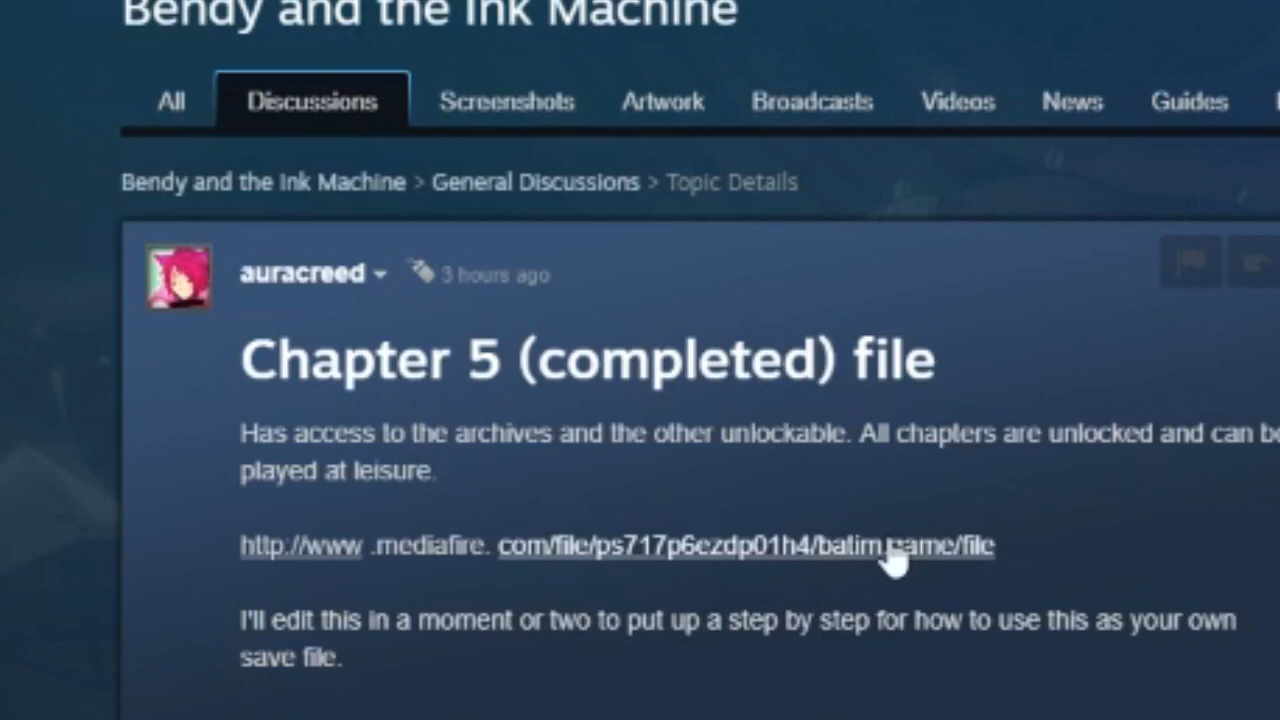 Bendy and the Ink Machine
All Discussions Screenshots Artwork Broadcasts Videos News Guides
Bendy and the Ink Machine > General Discussions > Topic Details
auracreed 3 hours ago
Chapter 5 (completed) file
Has access to the archives and the other unlockable. All chapters are unlocked and can be
played at leisure.
http://www .mediafire. com/file/ps717p6ezdp01h4/batim.game/file
I'll edit this in a moment or two to put up a step by step for how to use this as your own
save file.